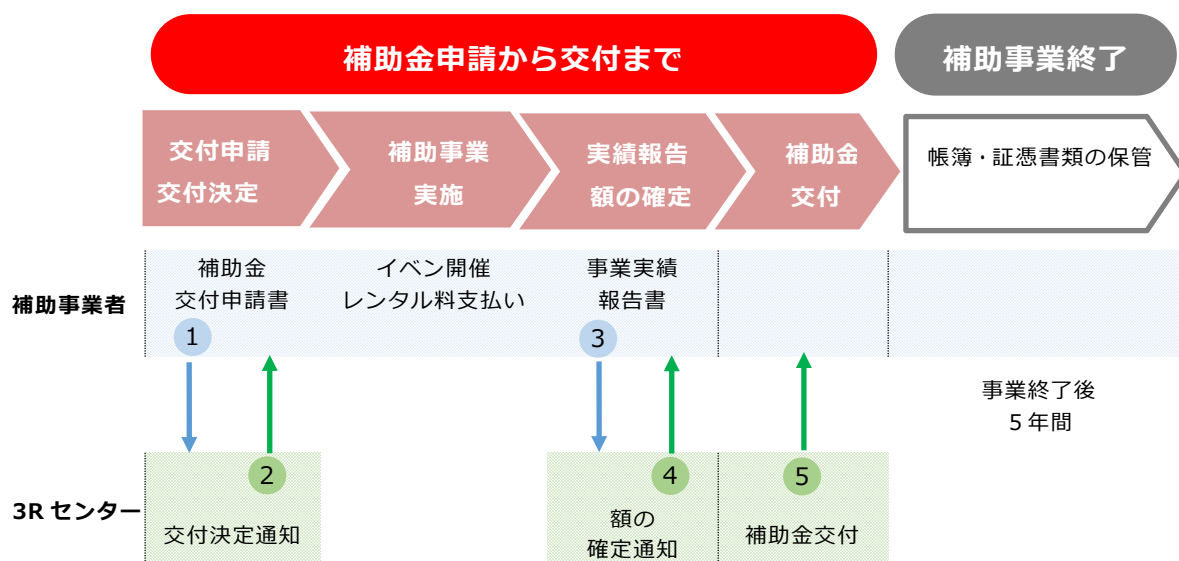 補助金申請から交付まで
補助事業終了
交付申請
交付決定
補助事業
実施
実績報告
額の確定
補助金
交付
帳簿・証憑書類の保管
補助事業者
補助金
交付申請書
1
イベン開催
レンタル料支払い
事業実績
報告書
3
事業終了後
5年間
3R センター
2
交付決定通知
4
額の
確定通知
5
補助金交付